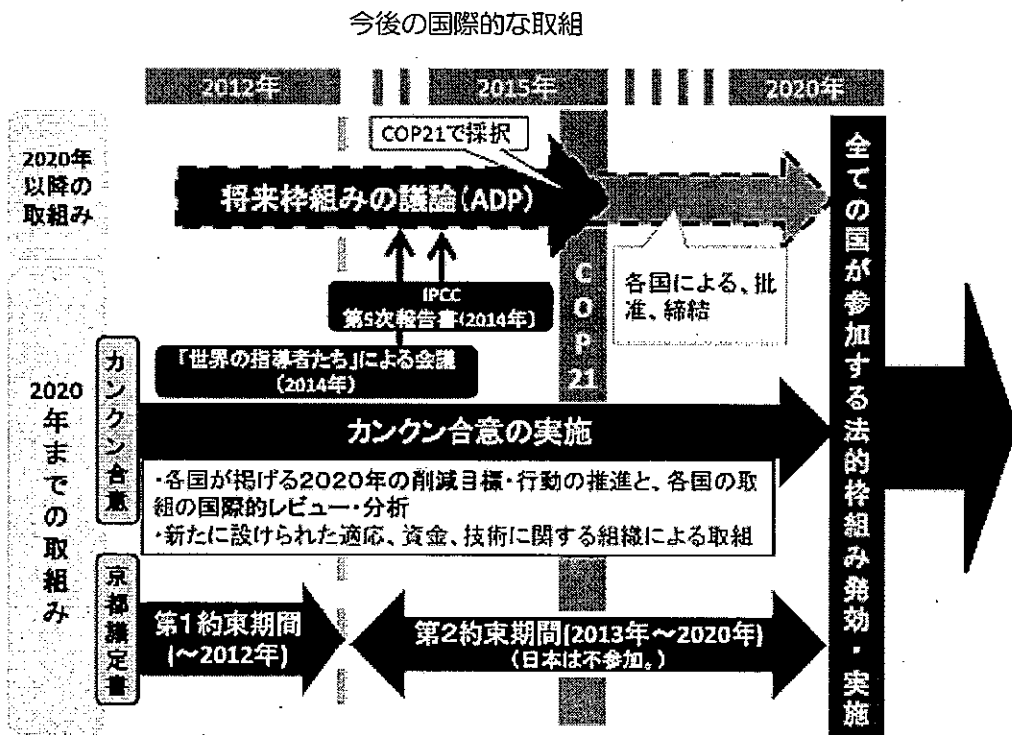 今後の国際的な取組
2012年
2015年
2020年
2020年
以降の
取組み
COP21で採択
将来枠組みの議論(ADP)
各国による、批
准、締結
IPCC
第5次報告書(2014年)
「世界の指導者たち」による会議
(2014年)
COP21
2020年までの取組み
カンクン合意
カンクン合意の実施
・各国が掲げる2020年の削減目標・行動の推進と、各国の取
組の国際的レビュー・分析
・新たに設けられた適応、資金、技術に関する組織による取組
京都議定書
第1約束期間
(～2012年)
第2約束期間(2013年～2020年)
(日本は不参加。)
全ての国が参加する法的枠組み発効・実施